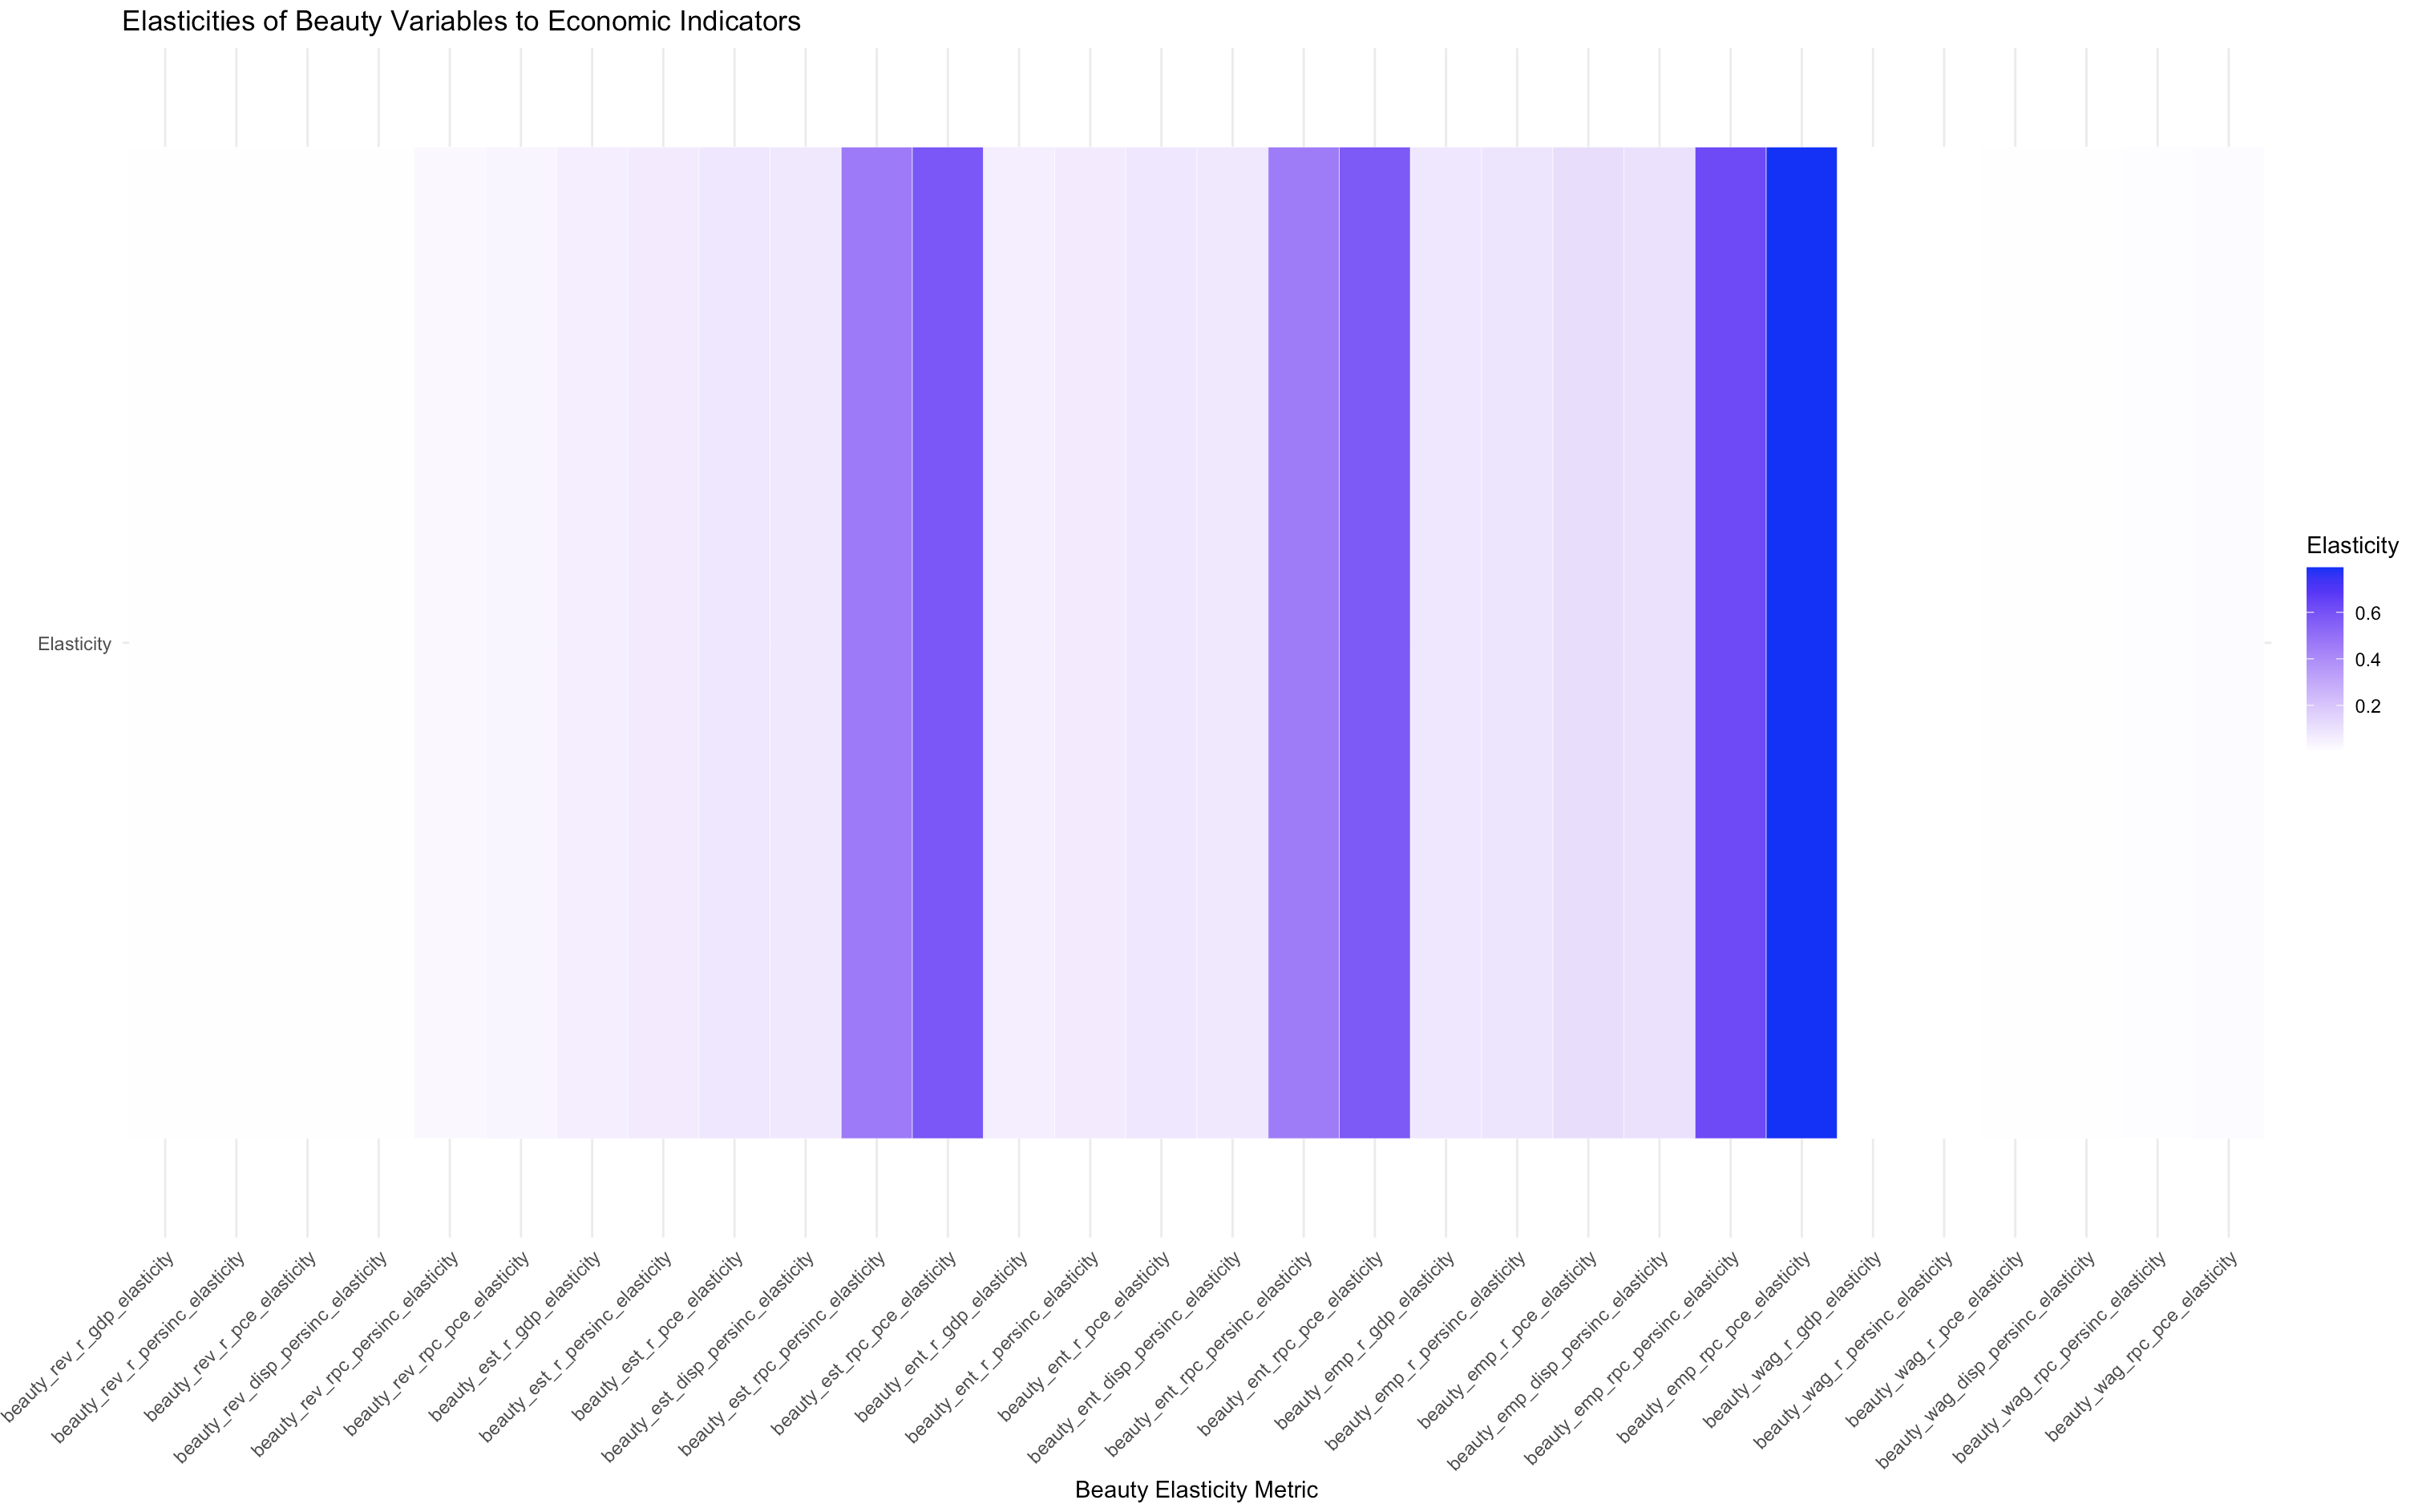 Elasticities of Beauty Variables to Economic Indicators
Elasticity
Elasticity
0.6
0.4
0.2
beauty_rev_r_gdp_elasticity
beauty_rev_r_persinc_elasticity
beauty_rev_r_pce_elasticity
beauty_rev_disp_persinc_elasticity
beauty_rev_rpc_persinc_elasticity
beauty_rev_rpc_pce_elasticity
beauty_est_r_gdp_elasticity
beauty_est_r_persinc_elasticity
beauty_est_r_pce_elasticity
beauty_est_disp_persinc_elasticity
beauty_est_rpc_persinc_elasticity
beauty_est_rpc_pce_elasticity
beauty_ent_r_gdp_elasticity
beauty_ent_r_persinc_elasticity
beauty_ent_r_pce_elasticity
beauty_ent_disp_persinc_elasticity
beauty_ent_rpc_persinc_elasticity
beauty_ent_rpc_pce_elasticity
beauty_emp_r_gdp_elasticity
beauty_emp_r_persinc_elasticity
beauty_emp_r_pce_elasticity
beauty_emp_disp_persinc_elasticity
beauty_emp_rpc_persinc_elasticity
beauty_emp_rpc_pce_elasticity
beauty_wag_r_gdp_elasticity
beauty_wag_r_persinc_elasticity
beauty_wag_r_pce_elasticity
beauty_wag_disp_persinc_elasticity
beauty_wag_rpc_persinc_elasticity
beauty_wag_rpc_pce_elasticity
Beauty Elasticity Metric